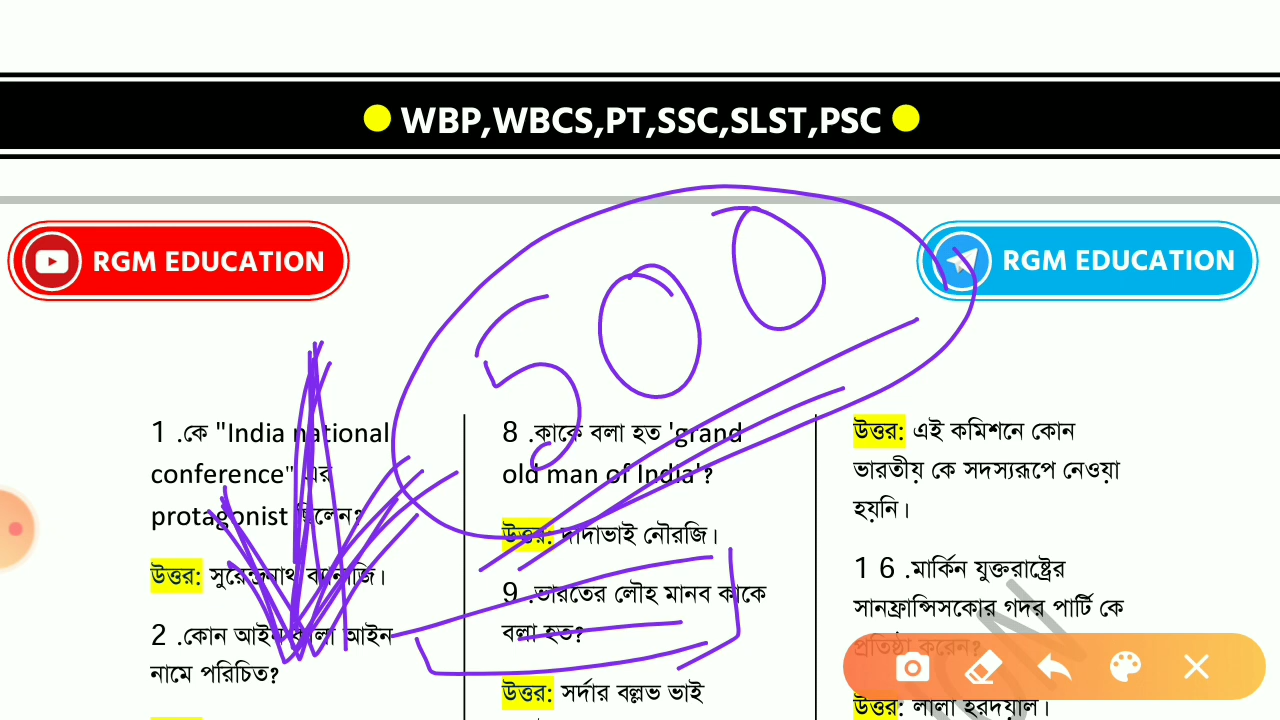 WBP,WBCS,PT,SSC,SLST,PSC
RGM EDUCATION
RGM EDUCATION
500
1 .কে "India national
conference" এর
protagonist ছিলেন?
উত্তর: সুরেন্দ্রনাথ ব্যানার্জি।
2 .কোন আইন কালা আইন
নামে পরিচিত?
8 .কাকে বলা হত 'grand
old man of India'?
উত্তর: দাদাভাই নৌরজি।
9 .ভারতের লৌহ মানব কাকে
বলা হত?
উত্তর: সর্দার বল্লভ ভাই
উত্তর: এই কমিশনে কোন
ভারতীয় কে সদস্যরূপে নেওয়া
হয়নি।
1 6 .মার্কিন যুক্তরাষ্ট্রের
সানফ্রান্সিসকোর গদর পার্টি কে
প্রতিষ্ঠা করেন?
উত্তর: লালা হরদয়াল।